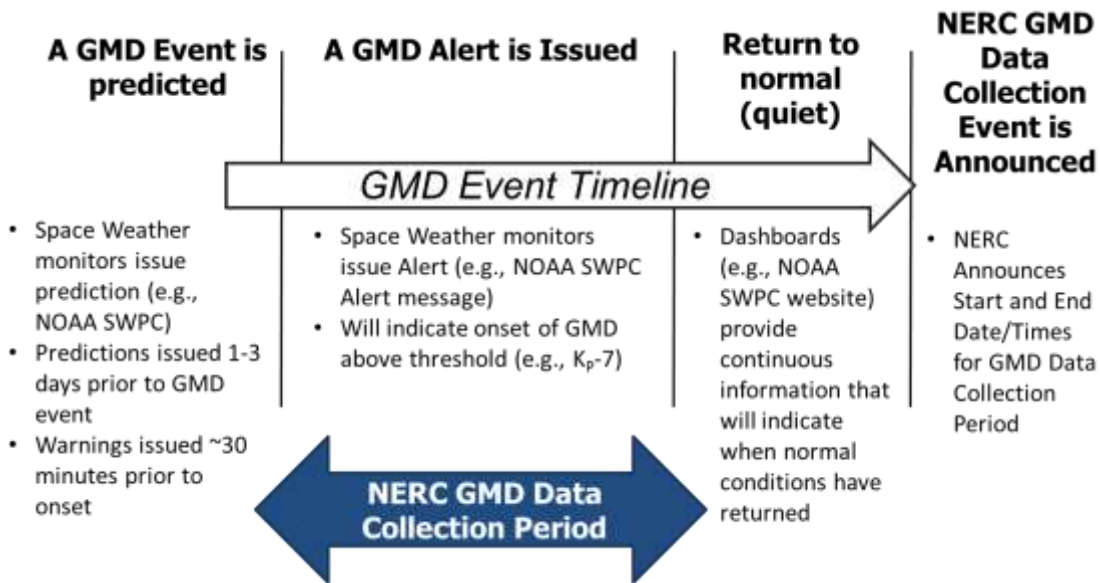 A GMD Event is
predicted
A GMD Alert is Issued
Return to
normal
(quiet)
NERC GMD
Data
Collection
Event is
Announced
GMD Event Timeline
• Space Weather
monitors issue
prediction (e.g.,
NOAA SWPC)
• Predictions issued 1-3
days prior to GMD
event
• Warnings issued ~30
minutes prior to
onset
• Space Weather monitors
issue Alert (e.g., NOAA SWPC
Alert message)
• Will indicate onset of GMD
above threshold (e.g., Kₚ-7)
• Dashboards
(e.g., NOAA
SWPC website)
provide
continuous
information that
will indicate
when normal
conditions have
returned
• NERC
Announces
Start and End
Date/Times
for GMD Data
Collection
Period
NERC GMD Data
Collection Period